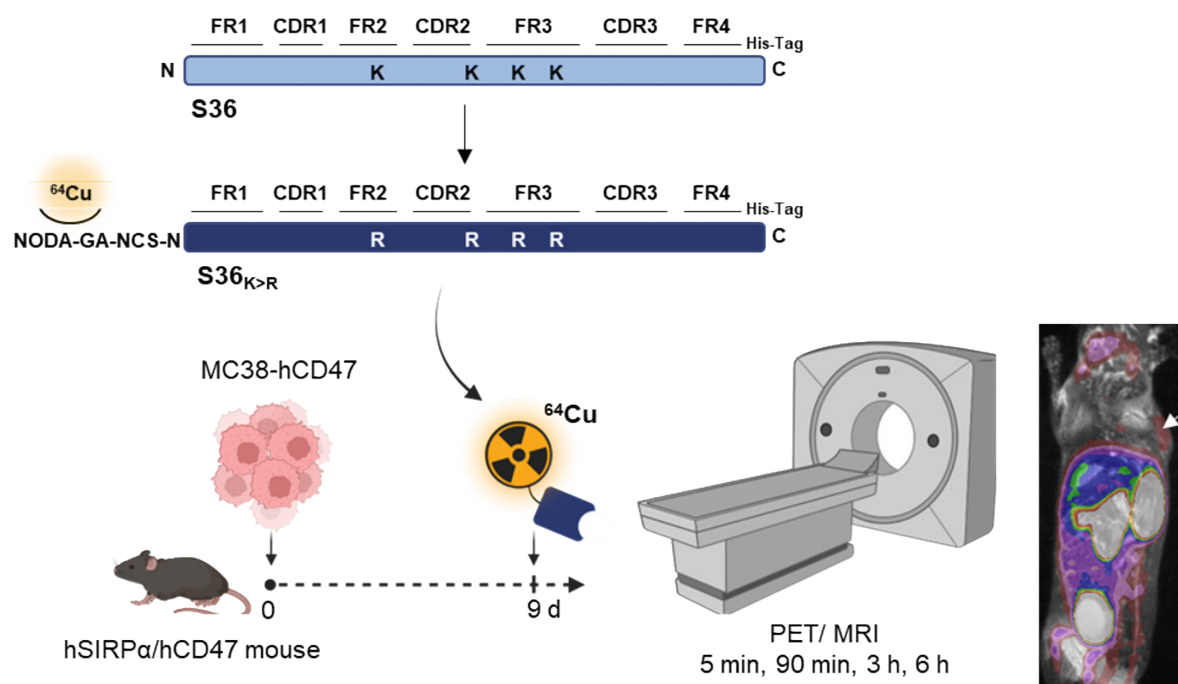 FR1 CDR1 FR2 CDR2 FR3 CDR3 FR4
His-Tag
N K K K K C
S36
⁶⁴Cu
FR1 CDR1 FR2 CDR2 FR3 CDR3 FR4
His-Tag
NODA-GA-NCS-N R R R R C
S36K>R
MC38-hCD47
⁶⁴Cu
0 9 d
hSIRPα/hCD47 mouse
PET/ MRI
5 min, 90 min, 3 h, 6 h